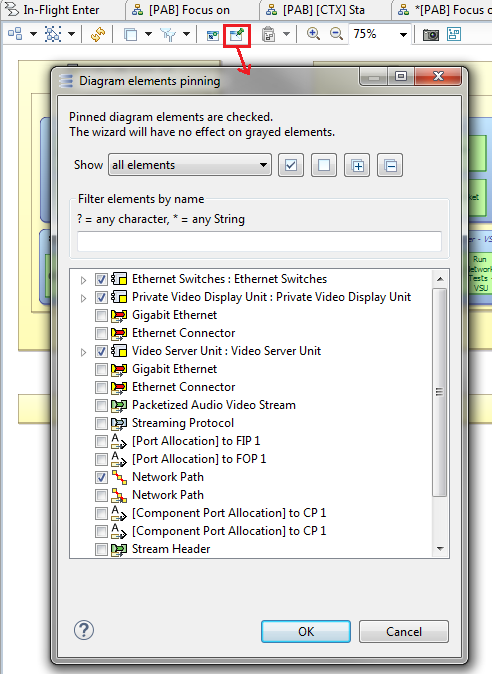 In-Flight Enter
[PAB] Focus on
[PAB] [CTX] Sta
*[PAB] Focus o
75%
Diagram elements pinning
Pinned diagram elements are checked.
The wizard will have no effect on grayed elements.
Show
all elements
Filter elements by name
? = any character, * = any String
Ethernet Switches : Ethernet Switches
Private Video Display Unit : Private Video Display Unit
Gigabit Ethernet
Ethernet Connector
Video Server Unit : Video Server Unit
Gigabit Ethernet
Ethernet Connector
Packetized Audio Video Stream
Streaming Protocol
[Port Allocation] to FIP 1
[Port Allocation] to FOP 1
Network Path
Network Path
[Component Port Allocation] to CP 1
[Component Port Allocation] to CP 1
Stream Header
OK
Cancel
ket
r - VS
Run
Network
Tests -
VSU